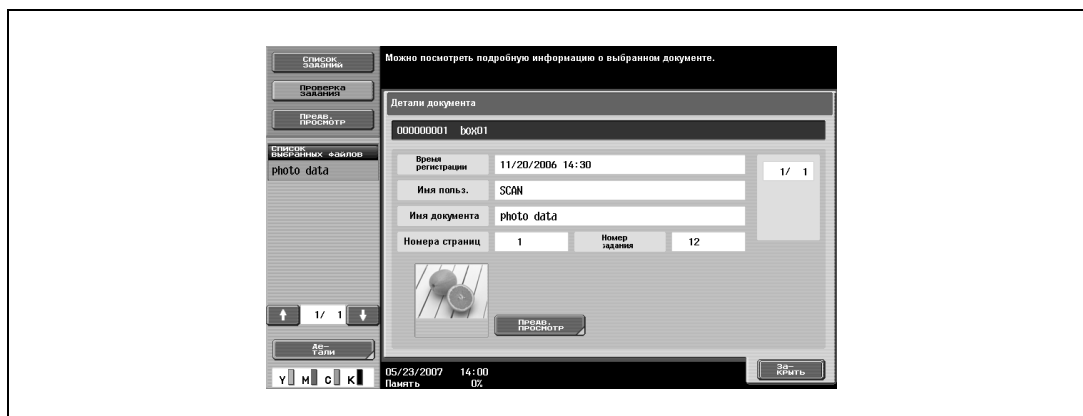 Список
заданий
Проверка
задания
Предв.
просмотр
Список
выбранных файлов
photo data
1/ 1
Де-
тали
Y M C K
Можно посмотреть подробную информацию о выбранном документе.
Детали документа
000000001 box01
Время
регистрации
11/20/2006 14:30
1/ 1
Имя польз.
SCAN
Имя документа
photo data
Номера страниц
1
Номер
задания
12
Предв.
просмотр
05/23/2007 14:00
Память 0%
За-
крыть